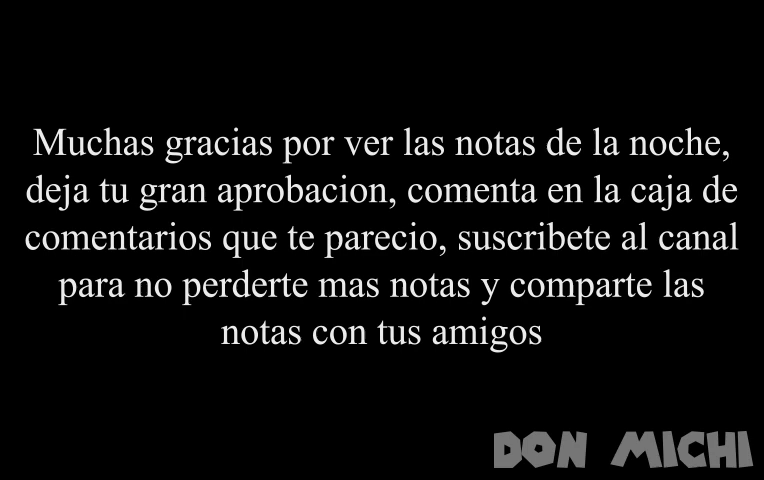 Muchas gracias por ver las notas de la noche,
deja tu gran aprobacion, comenta en la caja de
comentarios que te parecio, suscribete al canal
para no perderte mas notas y comparte las
notas con tus amigos
DON MICHI